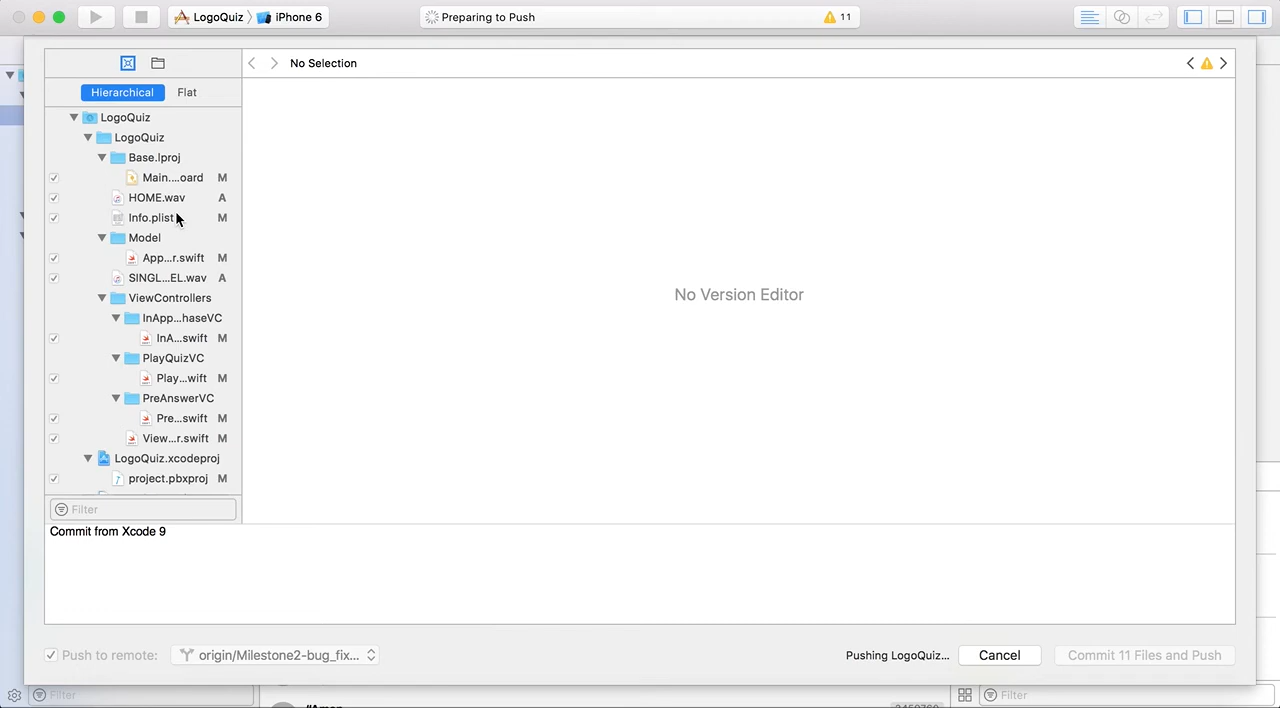 LogoQuiz iPhone 6
Preparing to Push
11
No Selection
Hierarchical Flat
LogoQuiz
LogoQuiz
Base.lproj
Main....oard M
HOME.wav A
Info.plist M
Model
App...r.swift M
SINGL...EL.wav A
ViewControllers
InApp...haseVC
InA...swift M
PlayQuizVC
Play...wift M
PreAnswerVC
Pre...swift M
View...r.swift M
LogoQuiz.xcodeproj
project.pbxproj M
No Version Editor
Filter
Commit from Xcode 9
Push to remote: origin/Milestone2-bug_fix...
Pushing LogoQuiz...
Cancel
Commit 11 Files and Push
Filter
Filter